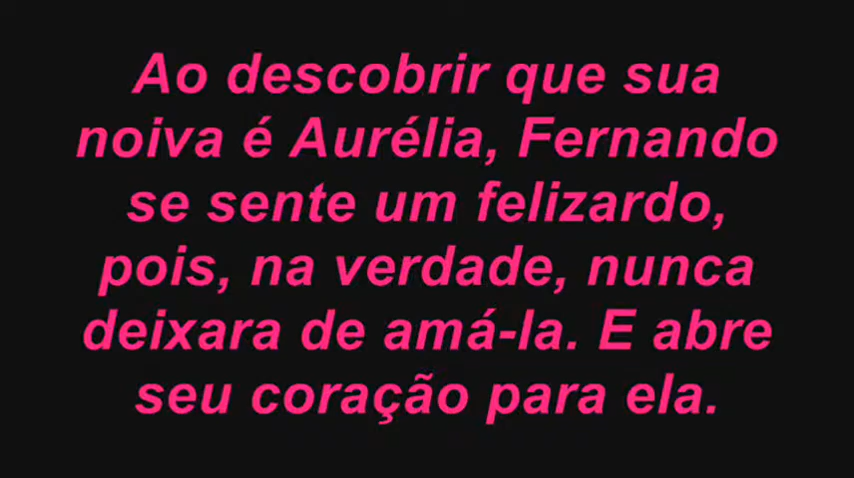 Ao descobrir que sua
noiva é Aurélia, Fernando
se sente um felizardo,
pois, na verdade, nunca
deixara de amá-la. E abre
seu coração para ela.